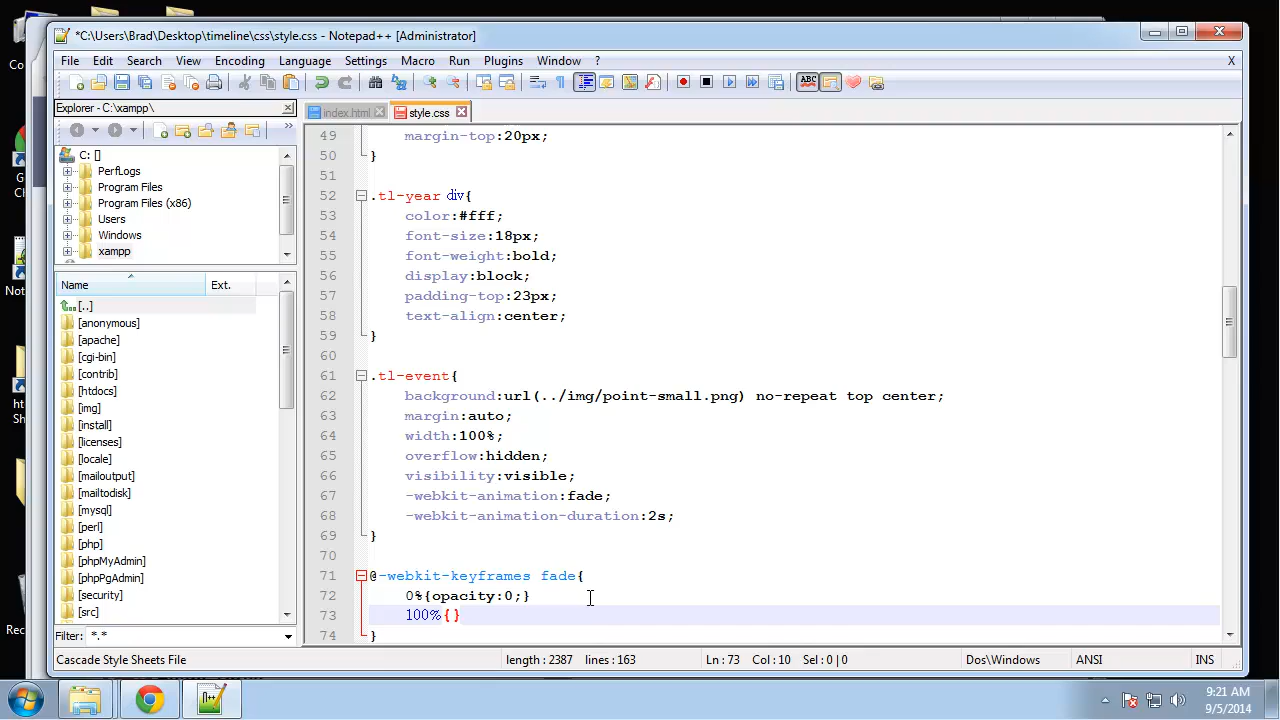 *C:\Users\Brad\Desktop\timeline\css\style.css - Notepad++ [Administrator]
File Edit Search View Encoding Language Settings Macro Run Plugins Window ? X
Explorer - C:\xampp\
index.html style.css
C: []
PerfLogs
Program Files
Program Files (x86)
Users
Windows
xampp
Name Ext.
[..]
[anonymous]
[apache]
[cgi-bin]
[contrib]
[htdocs]
[img]
[install]
[licenses]
[locale]
[mailoutput]
[mailtodisk]
[mysql]
[perl]
[php]
[phpMyAdmin]
[phpPgAdmin]
[security]
[src]
Filter: *.*
49 margin-top:20px;
50 }
51
52 .tl-year div{
53 color:#fff;
54 font-size:18px;
55 font-weight:bold;
56 display:block;
57 padding-top:23px;
58 text-align:center;
59 }
60
61 .tl-event{
62 background:url(../img/point-small.png) no-repeat top center;
63 margin:auto;
64 width:100%;
65 overflow:hidden;
66 visibility:visible;
67 -webkit-animation:fade;
68 -webkit-animation-duration:2s;
69 }
70
71 @-webkit-keyframes fade{
72 0%{opacity:0;}
73 100%{}
74 }
Cascade Style Sheets File length : 2387 lines : 163 Ln : 73 Col : 10 Sel : 0 | 0 Dos\Windows ANSI INS
9:21 AM
9/5/2014